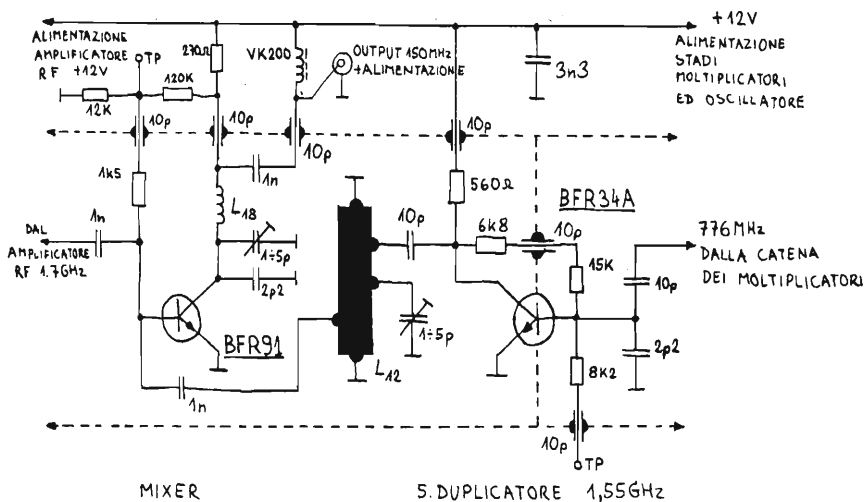 +12V
ALIMENTAZIONE
AMPLIFICATORE
RF +12V
TP
270Ω
VK200
OUTPUT 150MHz
+ALIMENTAZIONE
3n3
ALIMENTAZIONE
STADI
MOLTIPLICATORI
ED OSCILLATORE
120K
12K
10p
10p
10p
10p
1k5
1n
560Ω
BFR34A
L18
10p
6k8
10p
776MHz
DALLA CATENA
DEI MOLTIPLICATORI
1n
DAL
AMPLIFICATORE
RF 1.7GHz
1÷5p
2p2
15K
10p
1÷5p
BFR91
L12
2p2
8K2
1n
10p
TP
MIXER
5. DUPLICATORE 1,55GHz